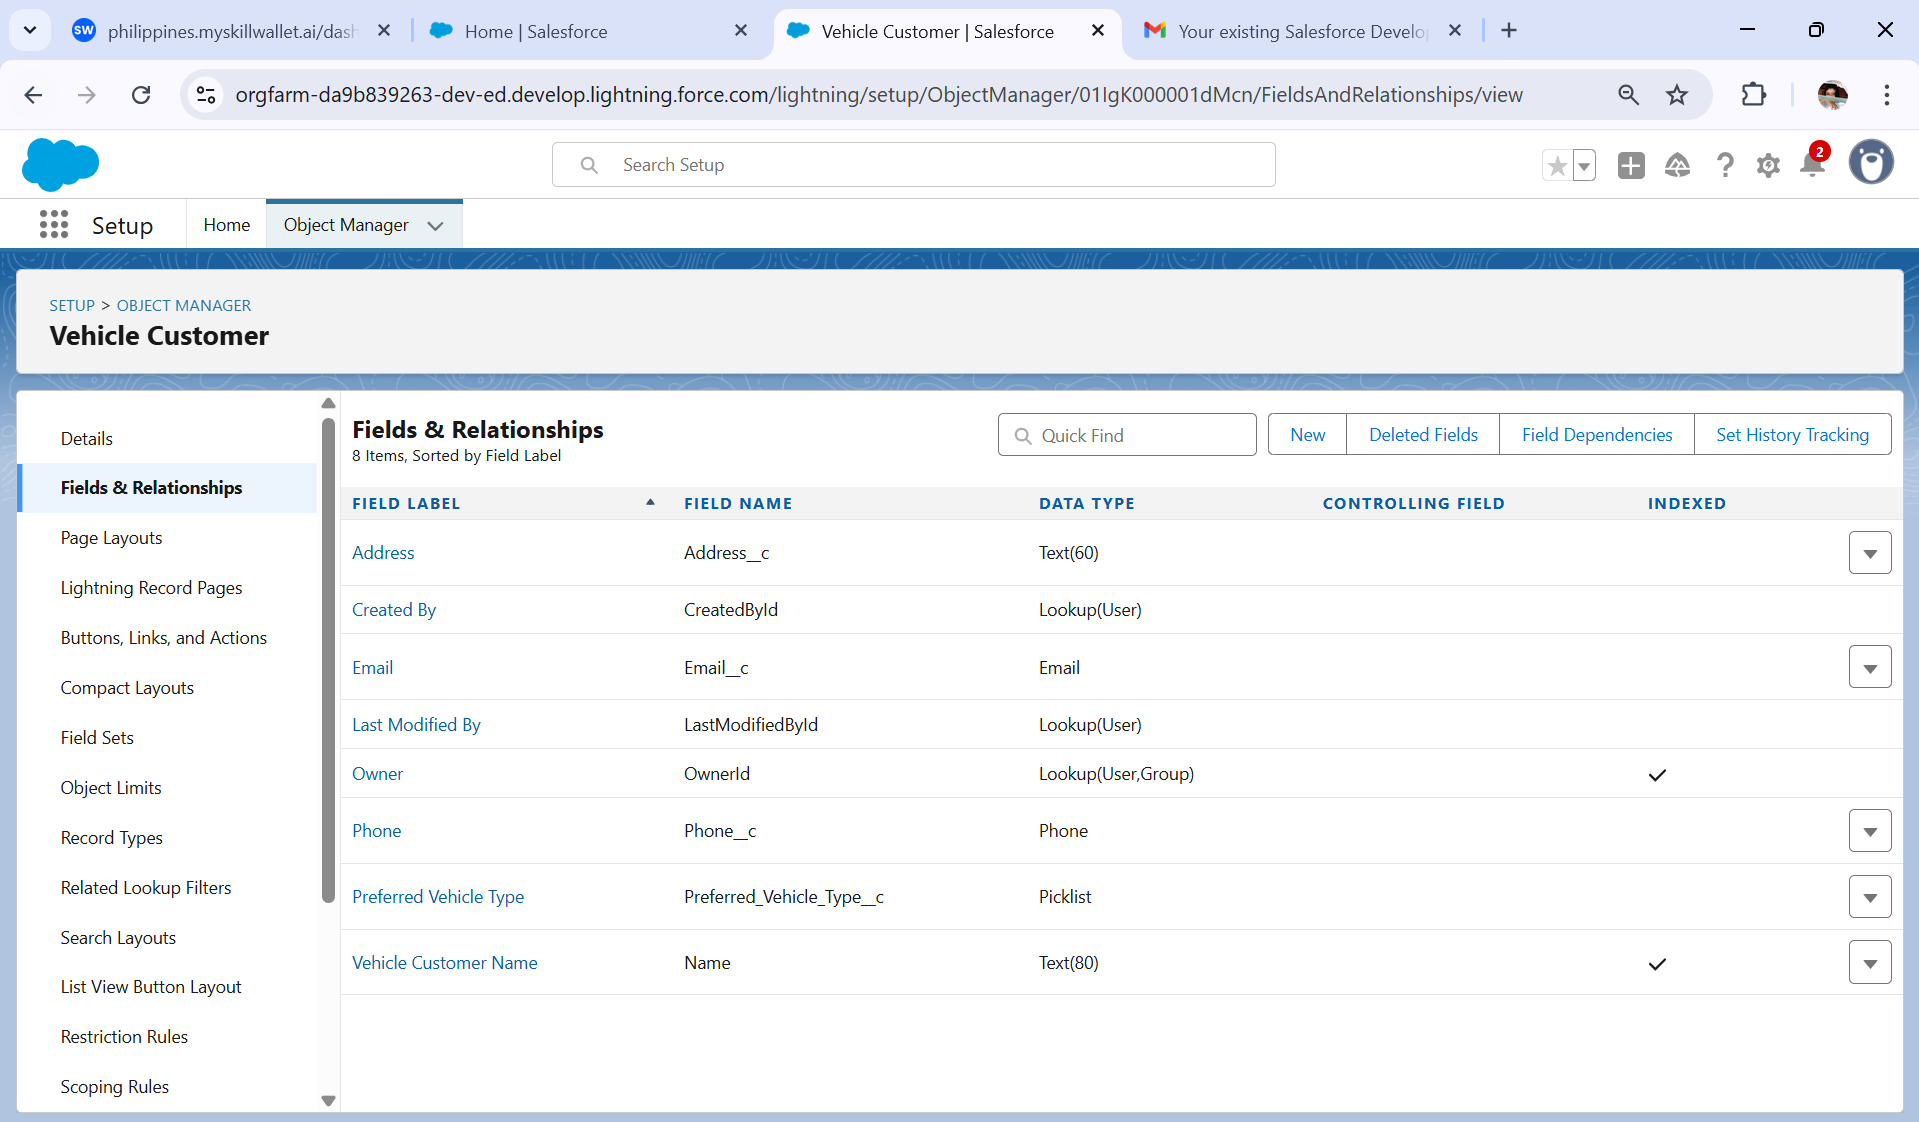 SW philippines.myskillwallet.ai/dash
Home | Salesforce
Vehicle Customer | Salesforce
Your existing Salesforce Develo
orgfarm-da9b839263-dev-ed.develop.lightning.force.com/lightning/setup/ObjectManager/01IgK000001dMcn/FieldsAndRelationships/view
Search Setup
2
Setup
Home
Object Manager
SETUP > OBJECT MANAGER
Vehicle Customer
Details
Fields & Relationships
Page Layouts
Lightning Record Pages
Buttons, Links, and Actions
Compact Layouts
Field Sets
Object Limits
Record Types
Related Lookup Filters
Search Layouts
List View Button Layout
Restriction Rules
Scoping Rules
Fields & Relationships
8 Items, Sorted by Field Label
Quick Find
New
Deleted Fields
Field Dependencies
Set History Tracking
FIELD LABEL FIELD NAME DATA TYPE CONTROLLING FIELD INDEXED
Address Address__c Text(60)
Created By CreatedById Lookup(User)
Email Email__c Email
Last Modified By LastModifiedById Lookup(User)
Owner OwnerId Lookup(User,Group)
Phone Phone__c Phone
Preferred Vehicle Type Preferred_Vehicle_Type__c Picklist
Vehicle Customer Name Name Text(80)